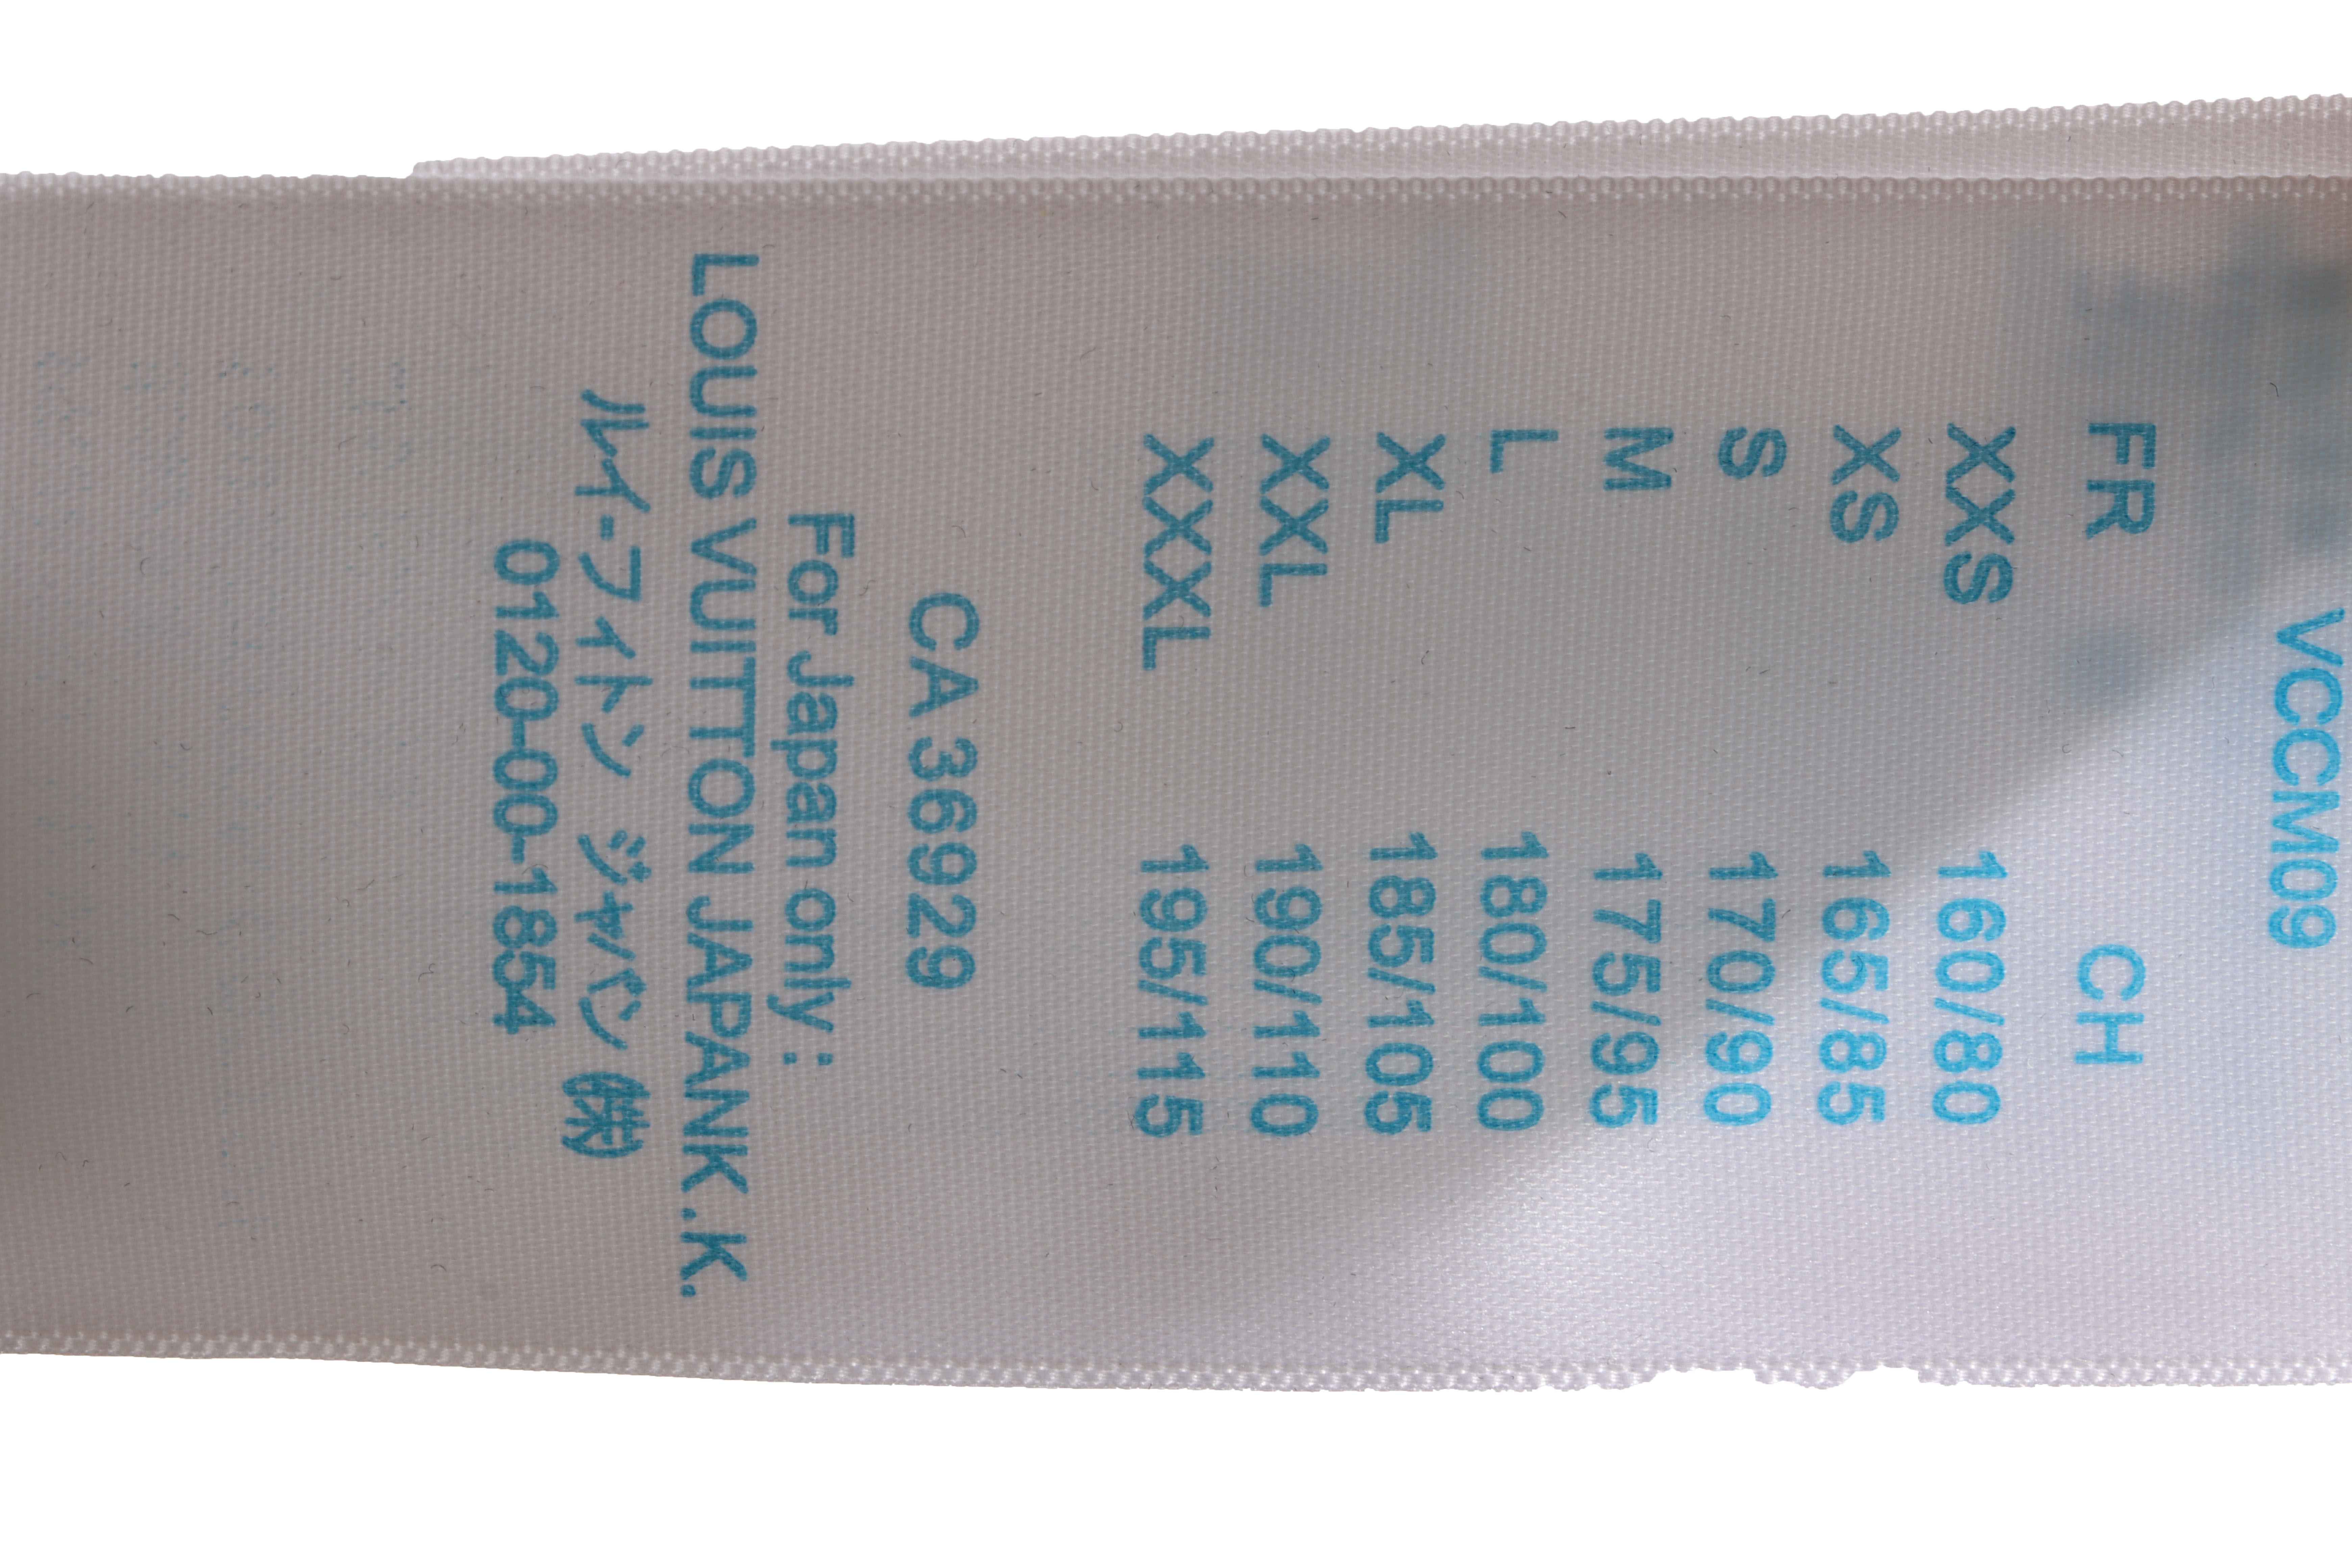 VCCM09
FR CH
XXS 160/80
XS 165/85
S 170/90
M 175/95
L 180/100
XL 185/105
XXL 190/110
XXXL 195/115
CA 36929
For Japan only :
LOUIS VUITTON JAPAN K.K.
ルイ-フィトン ジャパン ㈱
0120-00-1854